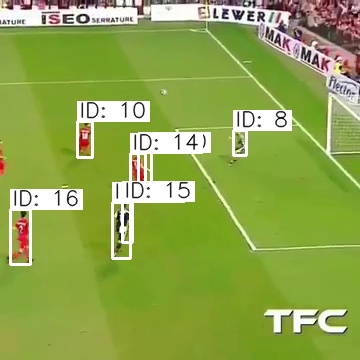 ISEO SERRATURE
LEWER
MAK
MAK
ID: 10
ID: 8
ID: 14
ID: 15
ID: 16
TFC